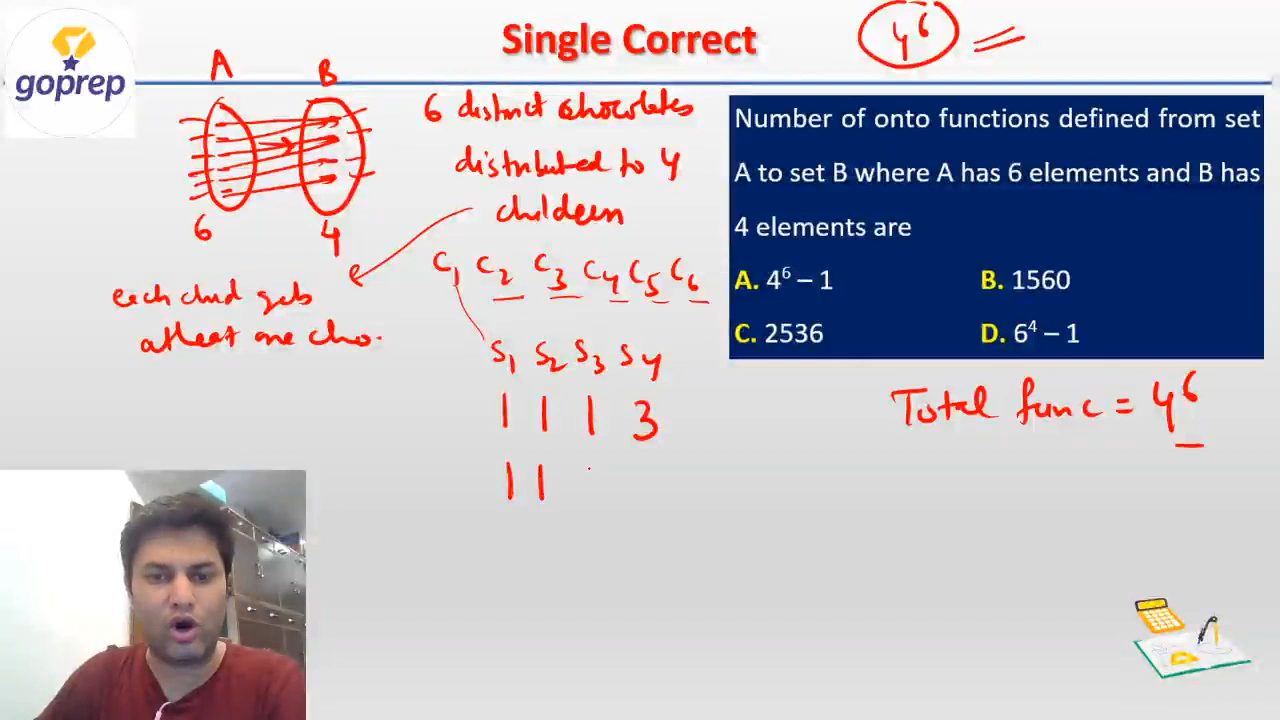 goprep
Single Correct
4⁶
A B
6 4
6 distinct chocolates
distributed to 4
children
each child gets
atleast one cho.
C₁ C₂ C₃ C₄ C₅ C₆
S₁ S₂ S₃ S₄
1 1 1 3
1 1
Number of onto functions defined from set
A to set B where A has 6 elements and B has
4 elements are
A. 4⁶ – 1 B. 1560
C. 2536 D. 6⁴ – 1
Total func = 4⁶